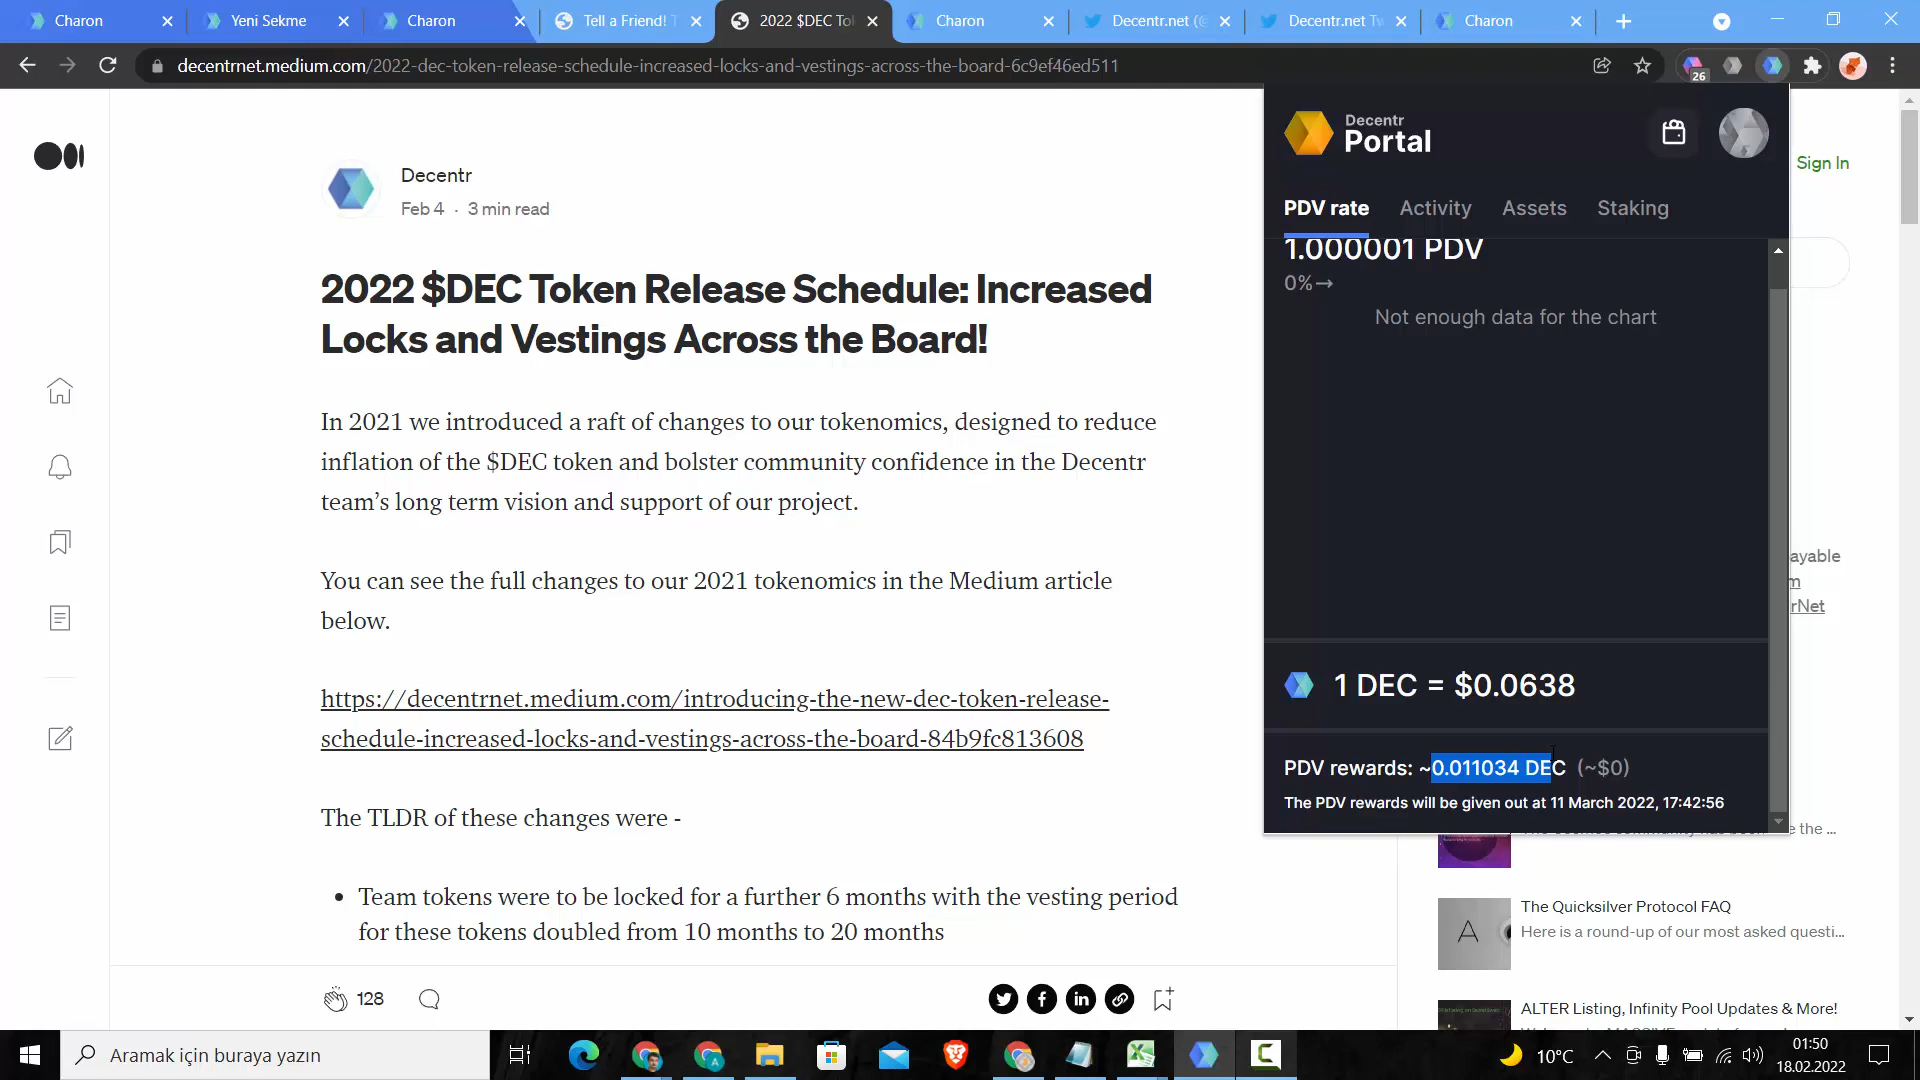 Charon
Yeni Sekme
Charon
Tell a Friend!
2022 $DEC Tol
Charon
Decentr.net (@
Decentr.net Tw
Charon
decentrnet.medium.com/2022-dec-token-release-schedule-increased-locks-and-vestings-across-the-board-6c9ef46ed511
26
Decentr
Feb 4 · 3 min read
2022 $DEC Token Release Schedule: Increased
Locks and Vestings Across the Board!
In 2021 we introduced a raft of changes to our tokenomics, designed to reduce
inflation of the $DEC token and bolster community confidence in the Decentr
team’s long term vision and support of our project.
You can see the full changes to our 2021 tokenomics in the Medium article
below.
https://decentrnet.medium.com/introducing-the-new-dec-token-release-
schedule-increased-locks-and-vestings-across-the-board-84b9fc813608
The TLDR of these changes were -
• Team tokens were to be locked for a further 6 months with the vesting period
for these tokens doubled from 10 months to 20 months
128
Decentr
Portal
PDV rate Activity Assets Staking
1.000001 PDV
0%→
Not enough data for the chart
1 DEC = $0.0638
PDV rewards: ~0.011034 DEC (~$0)
The PDV rewards will be given out at 11 March 2022, 17:42:56
Sign In
ayable
m
rNet
e the ...
The Quicksilver Protocol FAQ
Here is a round-up of our most asked questi...
ALTER Listing, Infinity Pool Updates & More!
Aramak için buraya yazın
10°C
01:50
18.02.2022